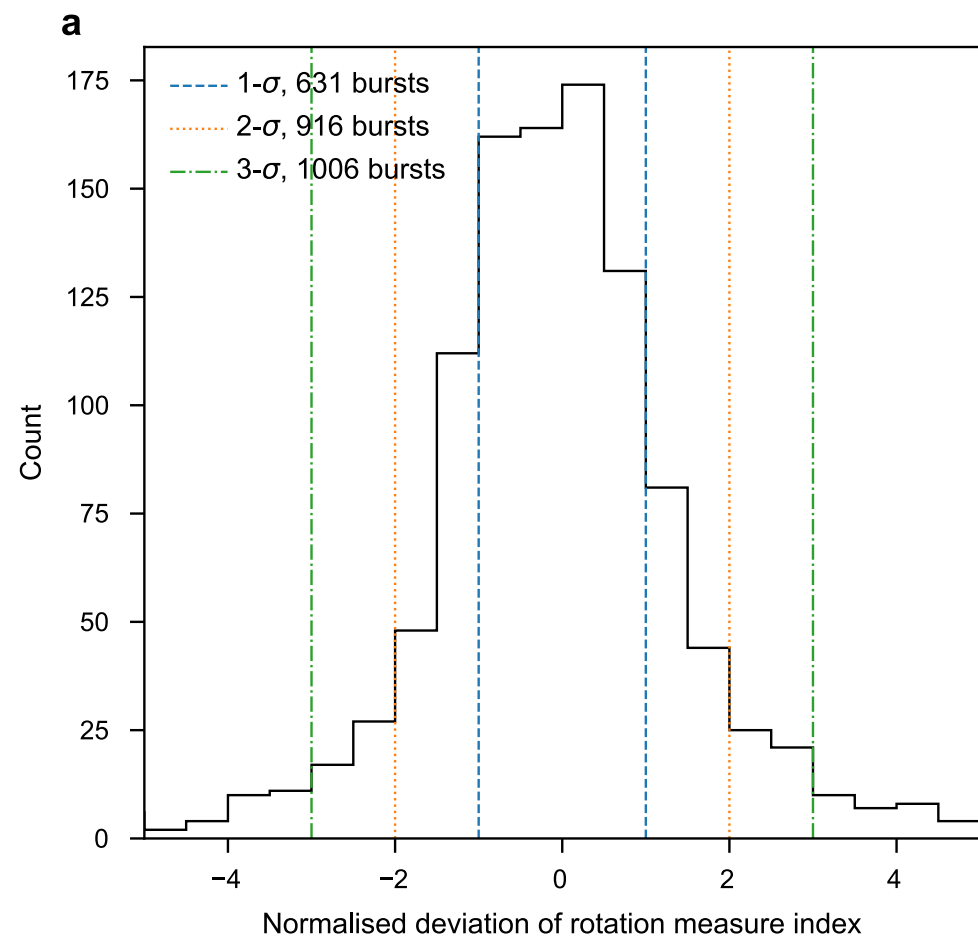 a
1-σ, 631 bursts
2-σ, 916 bursts
3-σ, 1006 bursts
175
150
125
100
75
50
25
0
Count
−4 −2 0 2 4
Normalised deviation of rotation measure index